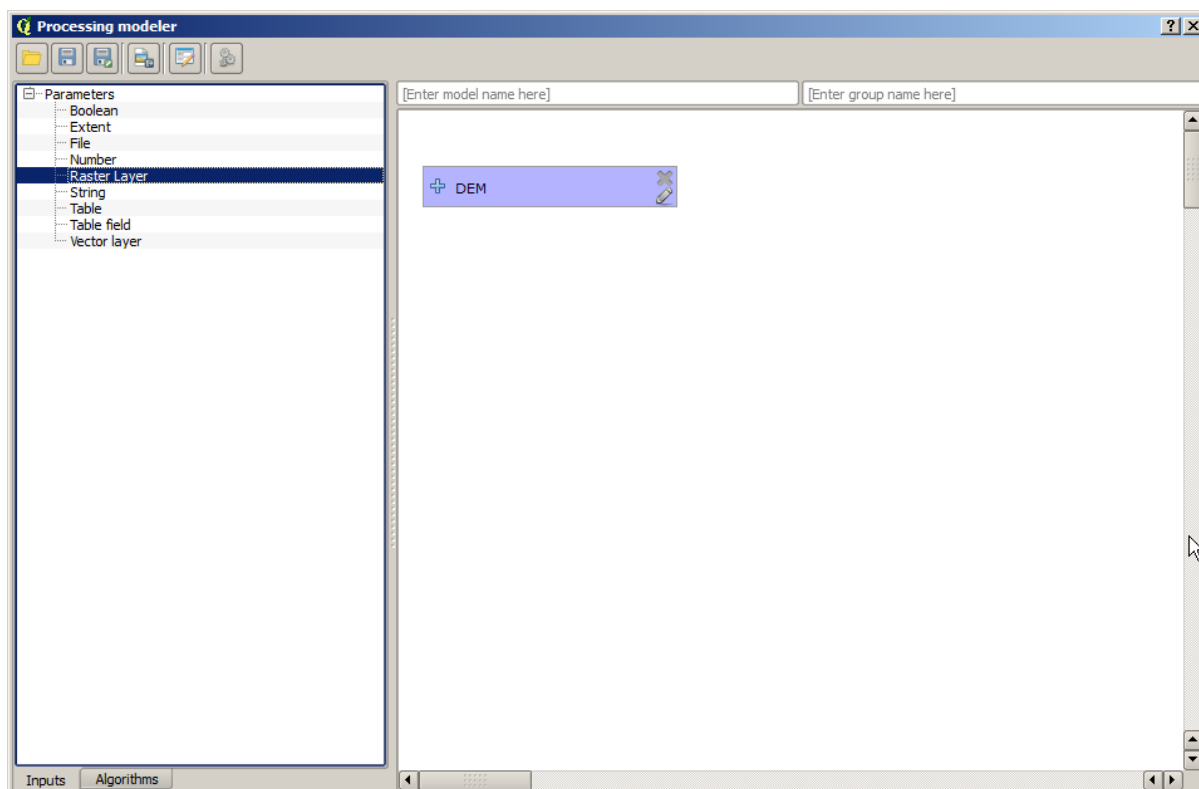 Processing modeler
Parameters
Boolean
Extent
File
Number
Raster Layer
String
Table
Table field
Vector layer
Inputs
Algorithms
[Enter model name here]
[Enter group name here]
DEM